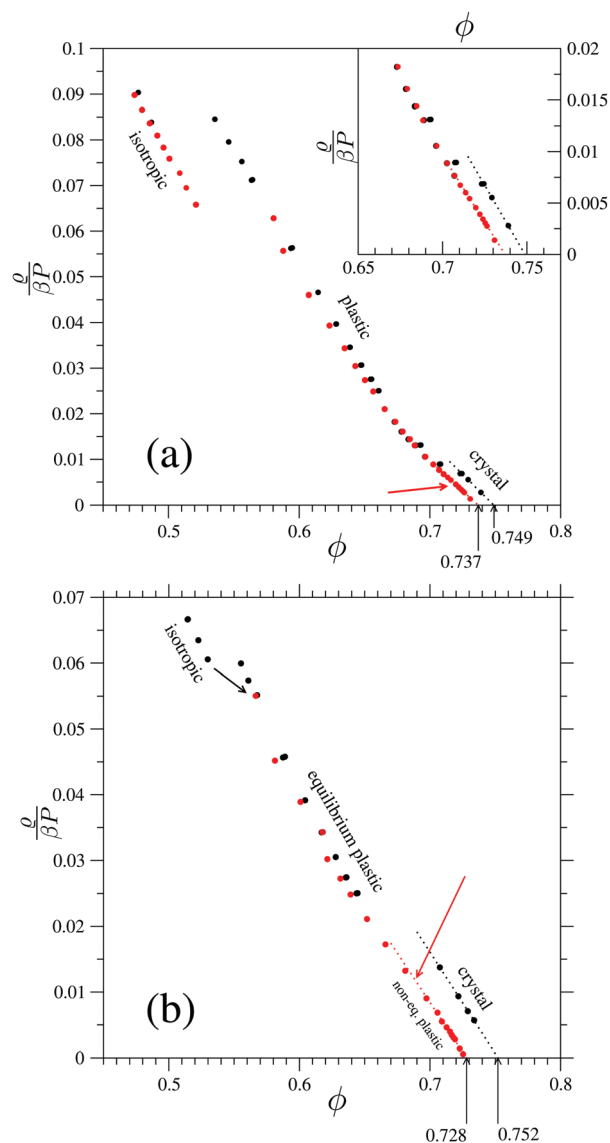 ϕ
0.1
0.09
0.08
0.07
0.06
0.05
0.04
0.03
0.02
0.01
0
ϱ
βP
isotropic
plastic
crystal
(a)
0.02
0.015
0.01
0.005
0
ϱ
βP
0.65
0.7
0.75
0.5
0.6
0.7
0.8
ϕ
0.749
0.737
0.07
0.06
0.05
0.04
0.03
0.02
0.01
0
ϱ
βP
isotropic
equilibrium plastic
crystal
non-eq. plastic
(b)
0.5
0.6
0.7
0.8
ϕ
0.728
0.752